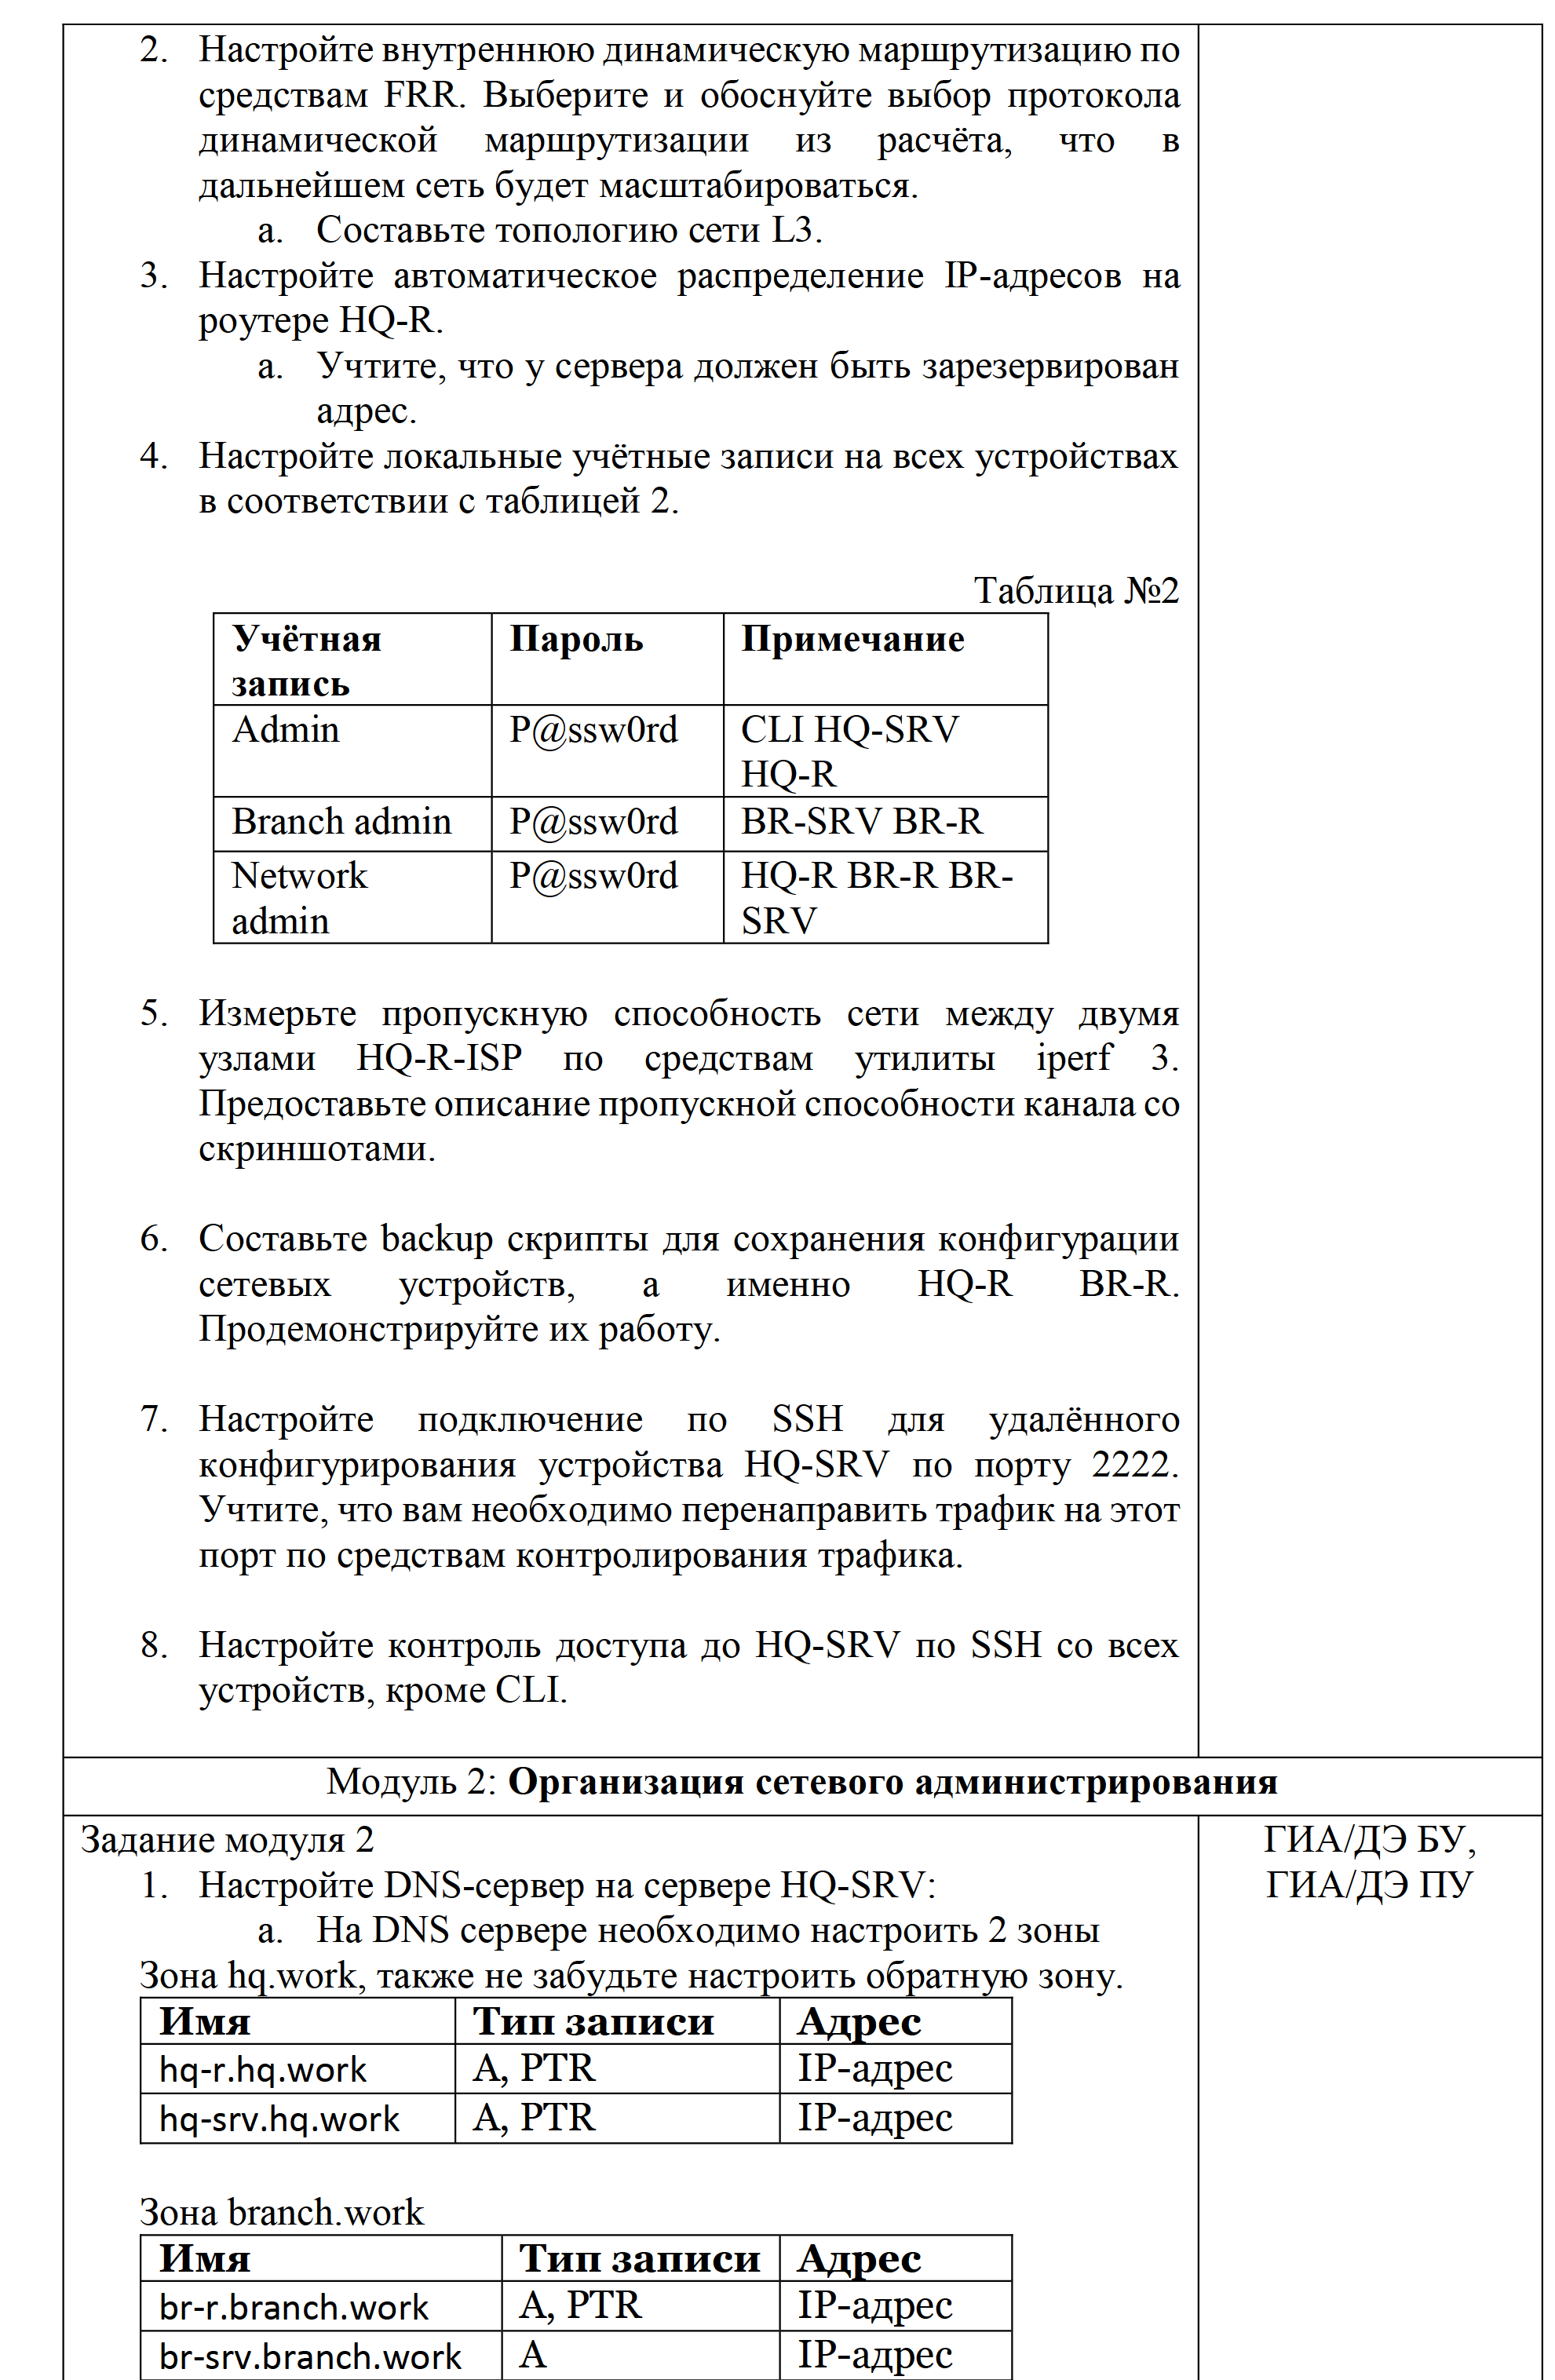 2. Настройте внутреннюю динамическую маршрутизацию по
средствам FRR. Выберите и обоснуйте выбор протокола
динамической маршрутизации из расчёта, что в
дальнейшем сеть будет масштабироваться.
a. Составьте топологию сети L3.
3. Настройте автоматическое распределение IP-адресов на
роутере HQ-R.
a. Учтите, что у сервера должен быть зарезервирован
адрес.
4. Настройте локальные учётные записи на всех устройствах
в соответствии с таблицей 2.
Таблица №2
Учётная
запись
Пароль
Примечание
Admin
P@ssw0rd
CLI HQ-SRV
HQ-R
Branch admin
P@ssw0rd
BR-SRV BR-R
Network
admin
P@ssw0rd
HQ-R BR-R BR-
SRV
5. Измерьте пропускную способность сети между двумя
узлами HQ-R-ISP по средствам утилиты iperf 3.
Предоставьте описание пропускной способности канала со
скриншотами.
6. Составьте backup скрипты для сохранения конфигурации
сетевых устройств, а именно HQ-R BR-R.
Продемонстрируйте их работу.
7. Настройте подключение по SSH для удалённого
конфигурирования устройства HQ-SRV по порту 2222.
Учтите, что вам необходимо перенаправить трафик на этот
порт по средствам контролирования трафика.
8. Настройте контроль доступа до HQ-SRV по SSH со всех
устройств, кроме CLI.
Модуль 2: Организация сетевого администрирования
Задание модуля 2
1. Настройте DNS-сервер на сервере HQ-SRV:
a. На DNS сервере необходимо настроить 2 зоны
Зона hq.work, также не забудьте настроить обратную зону.
Имя
Тип записи
Адрес
hq-r.hq.work
A, PTR
IP-адрес
hq-srv.hq.work
A, PTR
IP-адрес
Зона branch.work
Имя
Тип записи
Адрес
br-r.branch.work
A, PTR
IP-адрес
br-srv.branch.work
A
IP-адрес
ГИА/ДЭ БУ,
ГИА/ДЭ ПУ